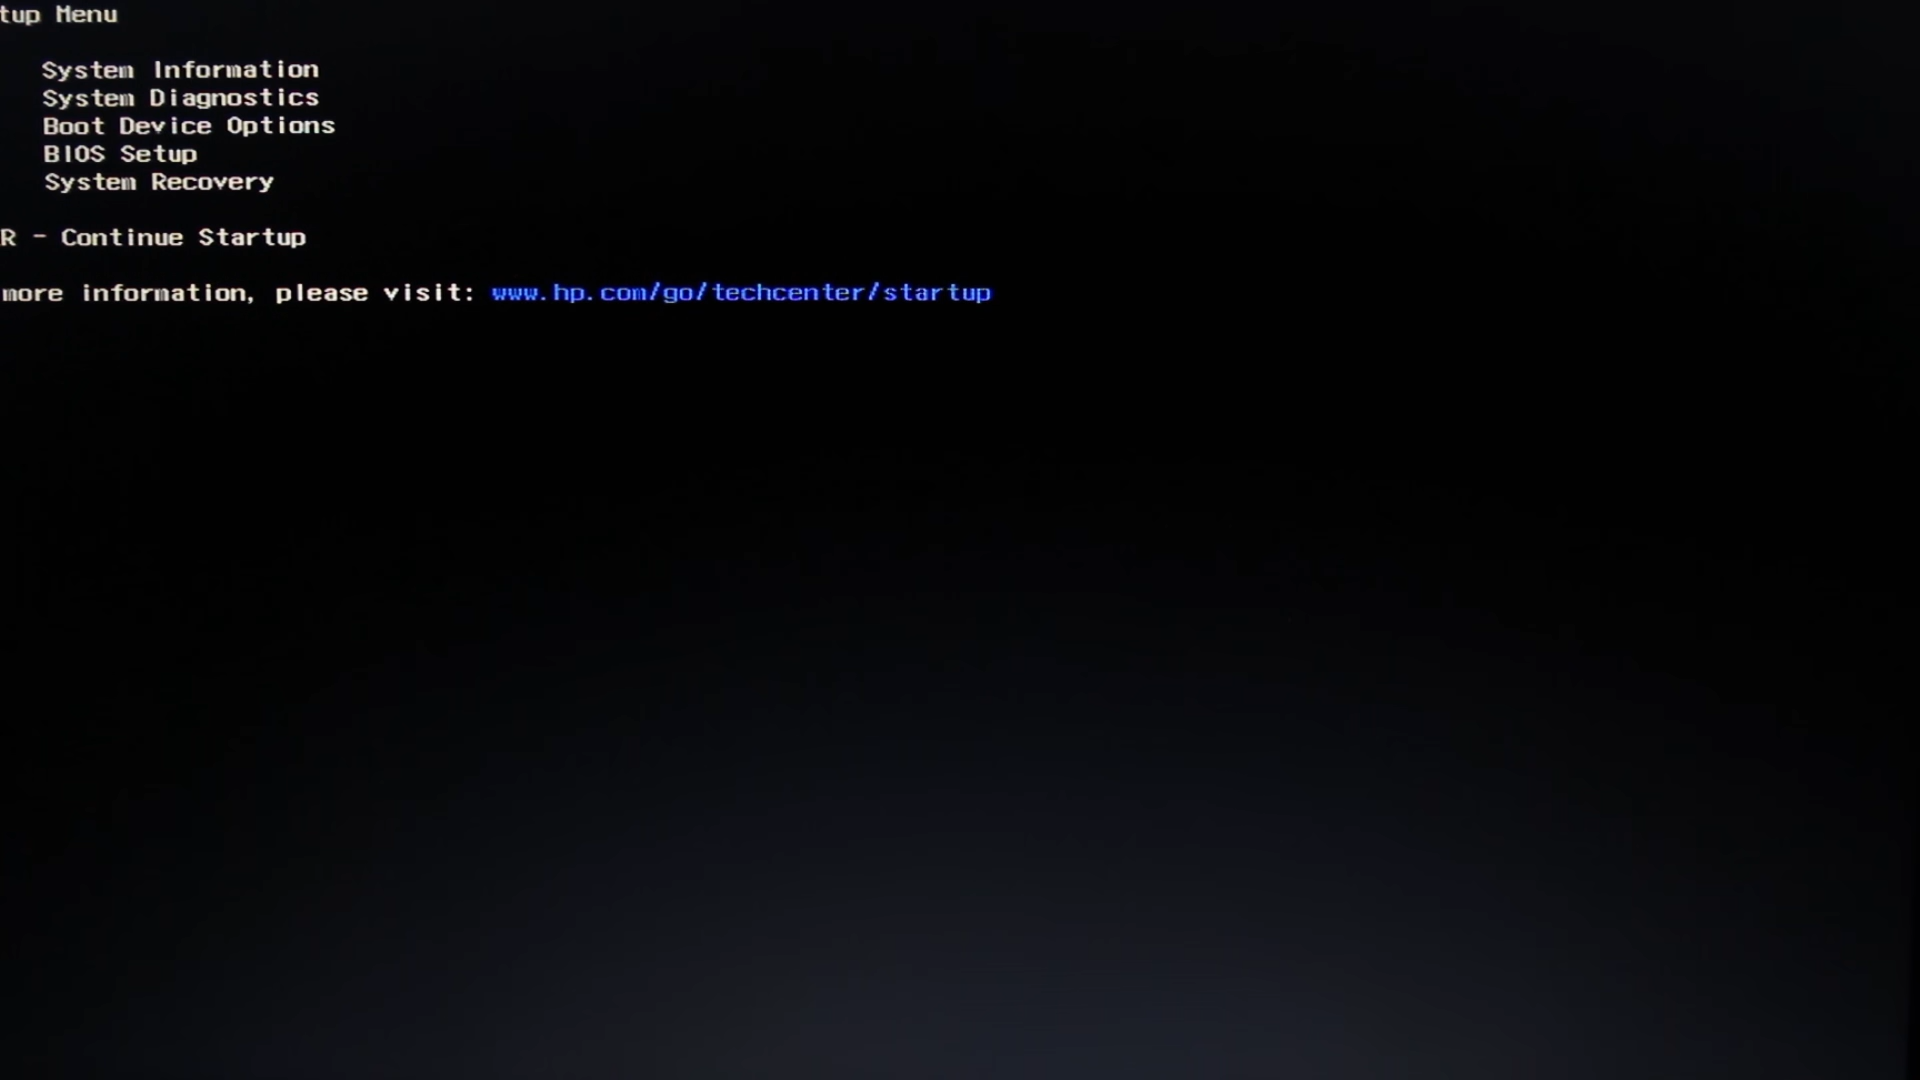 tup Menu
System Information
System Diagnostics
Boot Device Options
BIOS Setup
System Recovery
R - Continue Startup
more information, please visit: www.hp.com/go/techcenter/startup